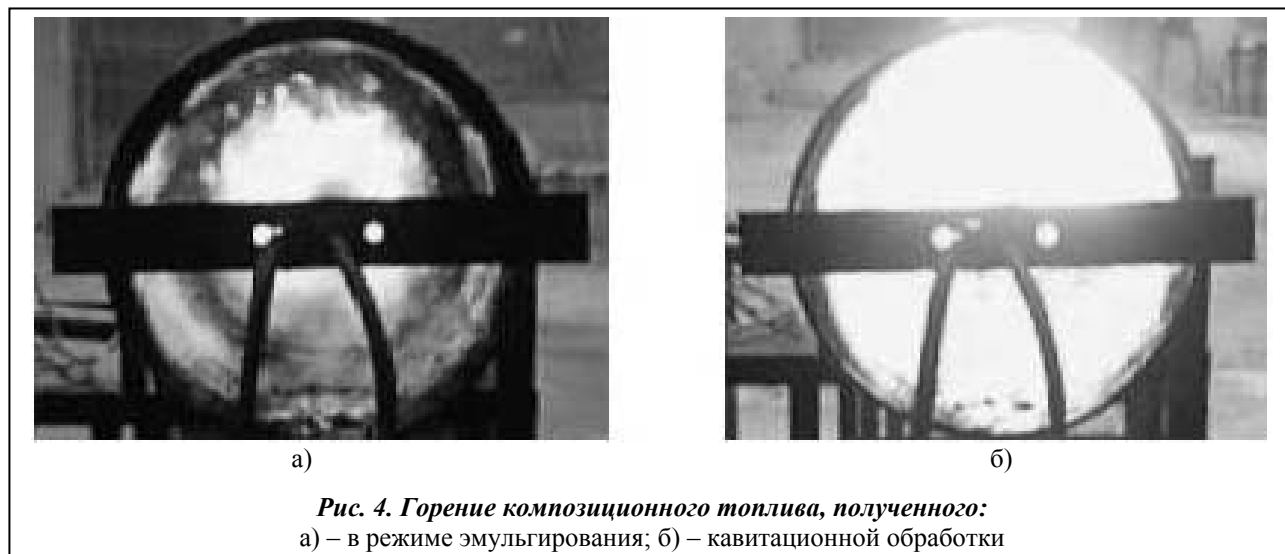 а)
б)
Рис. 4. Горение композиционного топлива, полученного:
а) – в режиме эмульгирования; б) – кавитационной обработки